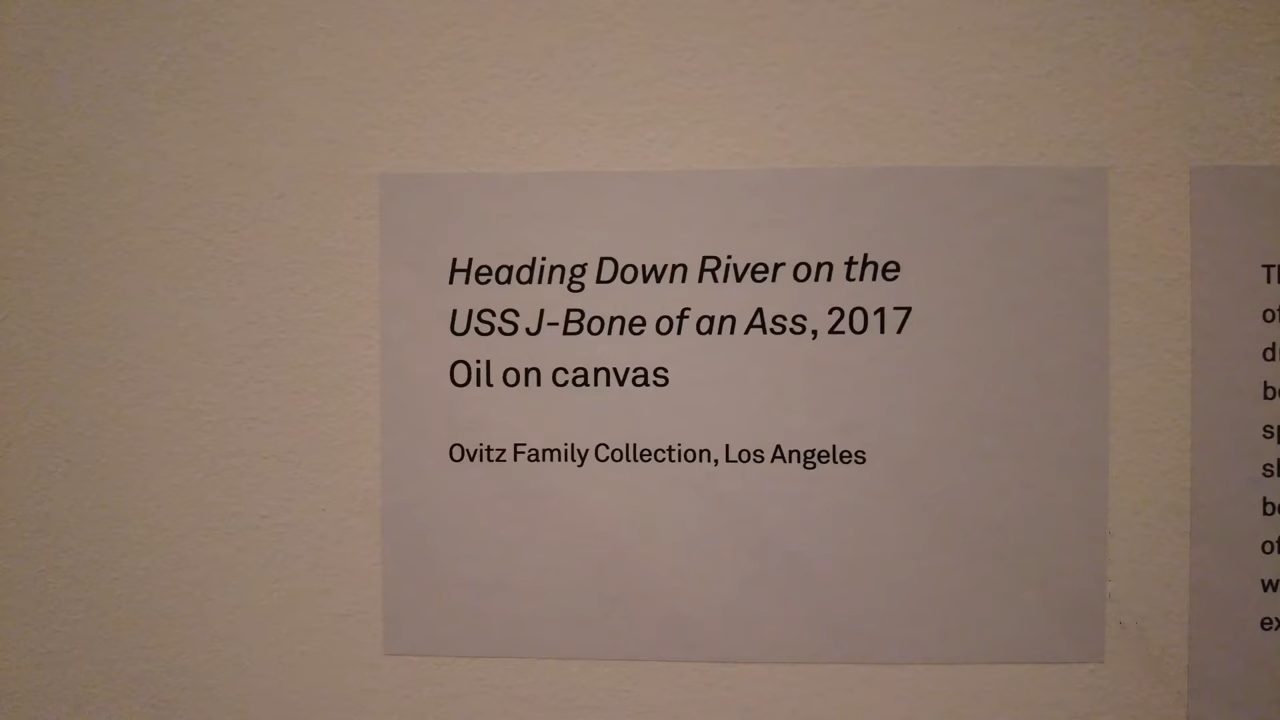 Heading Down River on the
USS J-Bone of an Ass, 2017
Oil on canvas
Ovitz Family Collection, Los Angeles